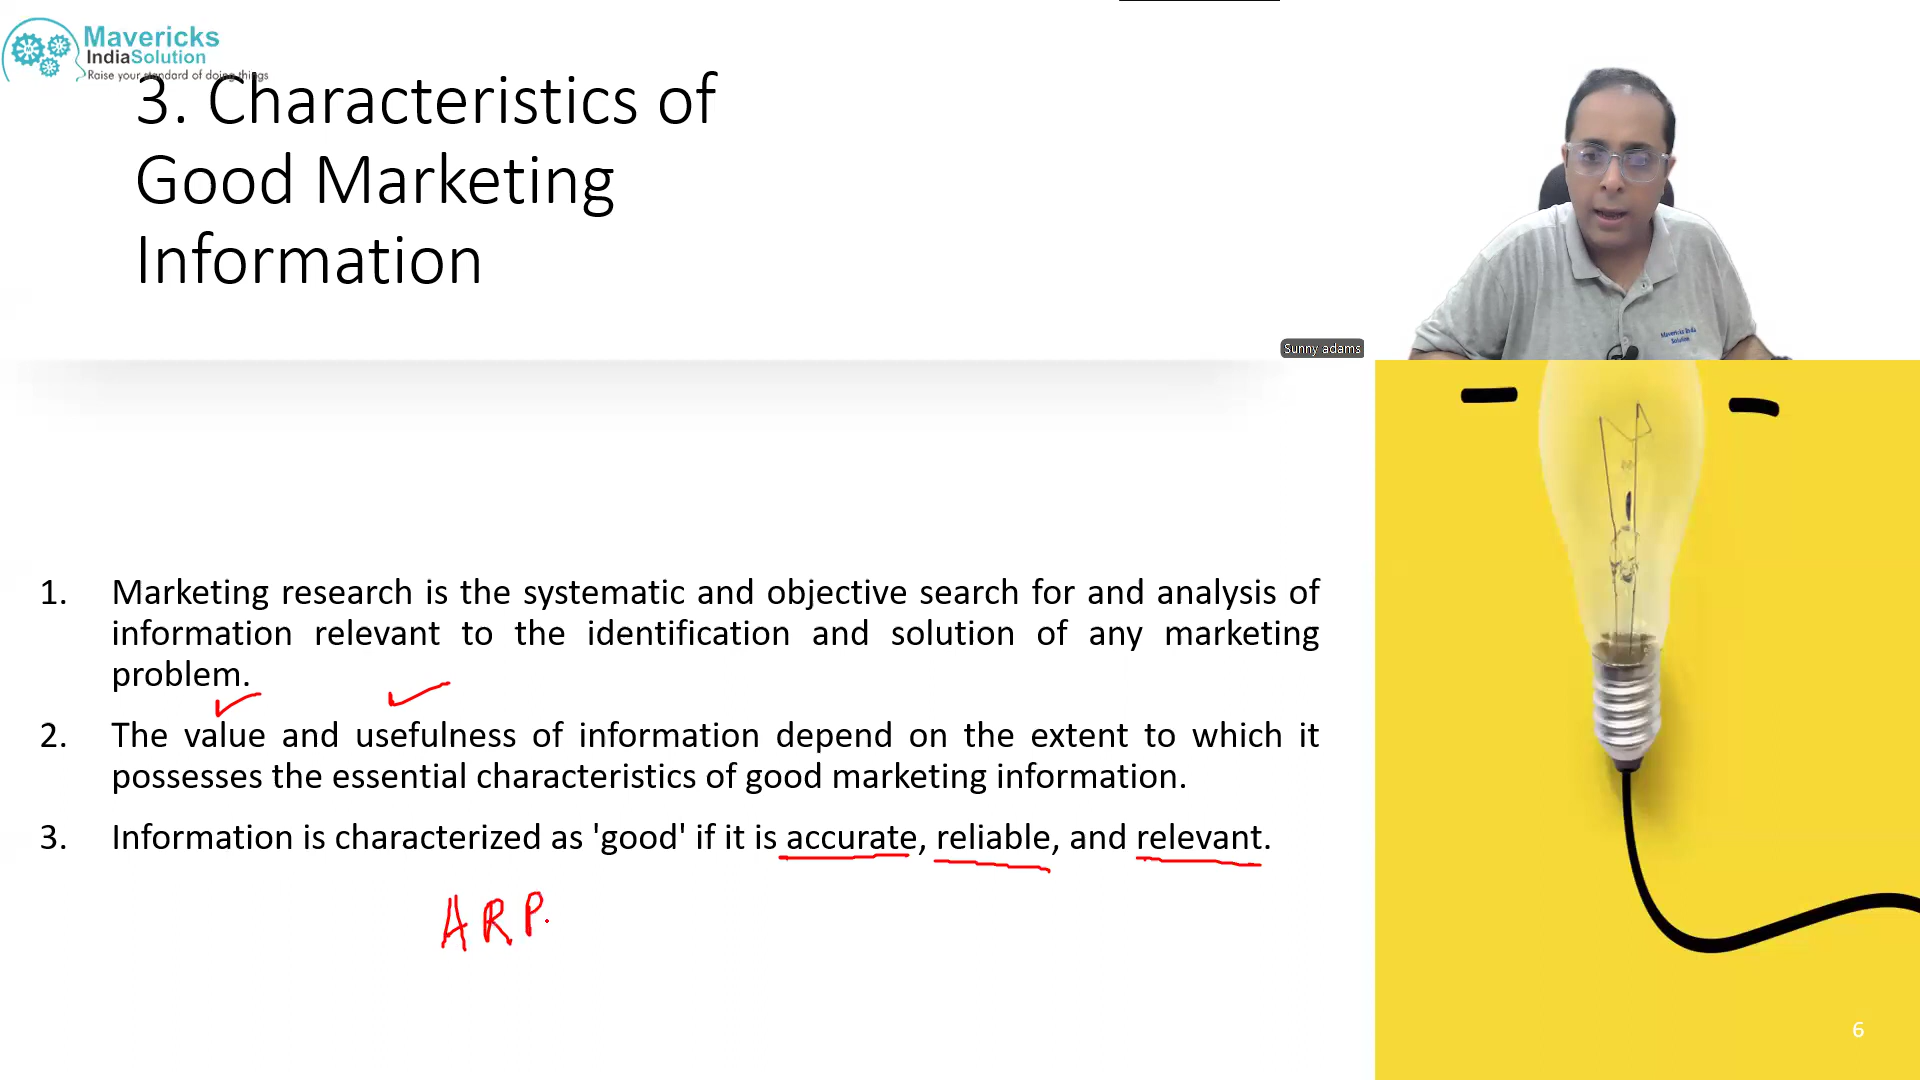 Mavericks
IndiaSolution
Raise your standard of doing things
3. Characteristics of
Good Marketing
Information
Mavericks India
Solution
Sunny adams
1. Marketing research is the systematic and objective search for and analysis of
information relevant to the identification and solution of any marketing
problem.
2. The value and usefulness of information depend on the extent to which it
possesses the essential characteristics of good marketing information.
3. Information is characterized as 'good' if it is accurate, reliable, and relevant.
ARP.
6